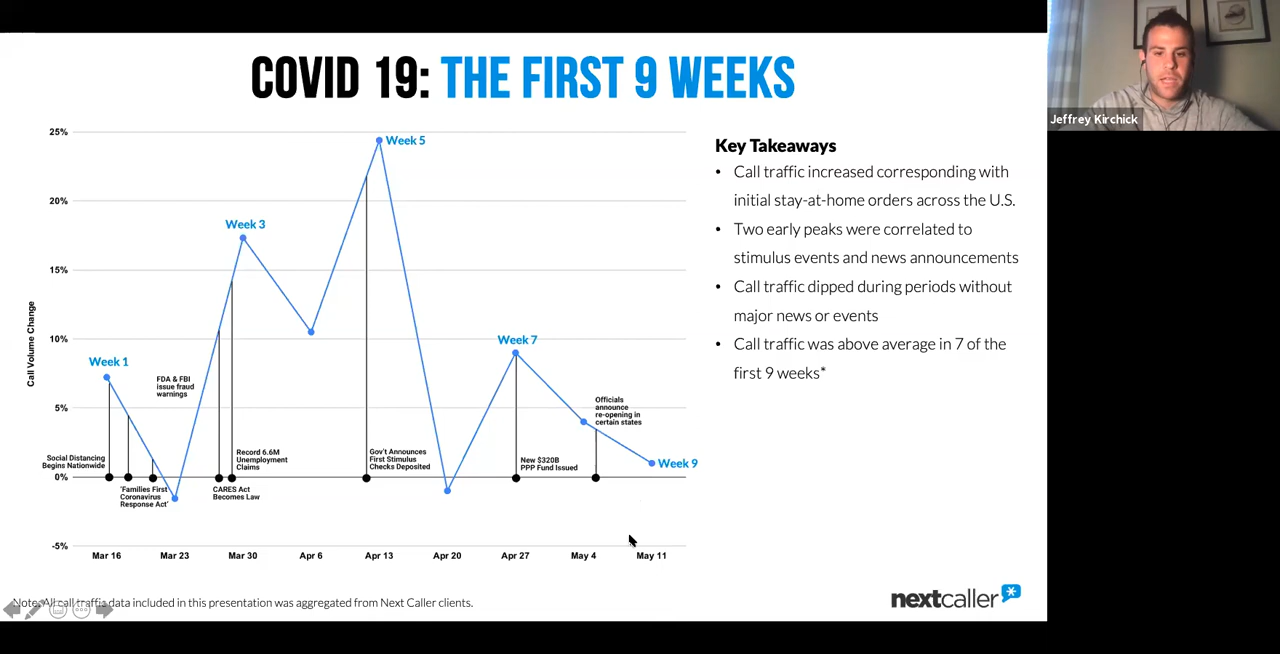 COVID 19: THE FIRST 9 WEEKS
Jeffrey Kirchick
25%
20%
15%
10%
5%
0%
-5%
Call Volume Change
Week 1
Week 3
Week 5
Week 7
Week 9
Social Distancing
Begins Nationwide
'Families First
Coronavirus
Response Act'
FDA & FBI
issue fraud
warnings
CARES Act
Becomes Law
Record 6.6M
Unemployment
Claims
Gov't Announces
First Stimulus
Checks Deposited
New $320B
PPP Fund Issued
Officials
announce
re-opening in
certain states
Mar 16
Mar 23
Mar 30
Apr 6
Apr 13
Apr 20
Apr 27
May 4
May 11
Key Takeaways
• Call traffic increased corresponding with
initial stay-at-home orders across the U.S.
• Two early peaks were correlated to
stimulus events and news announcements
• Call traffic dipped during periods without
major news or events
• Call traffic was above average in 7 of the
first 9 weeks*
Note: All call traffic data included in this presentation was aggregated from Next Caller clients.
nextcaller